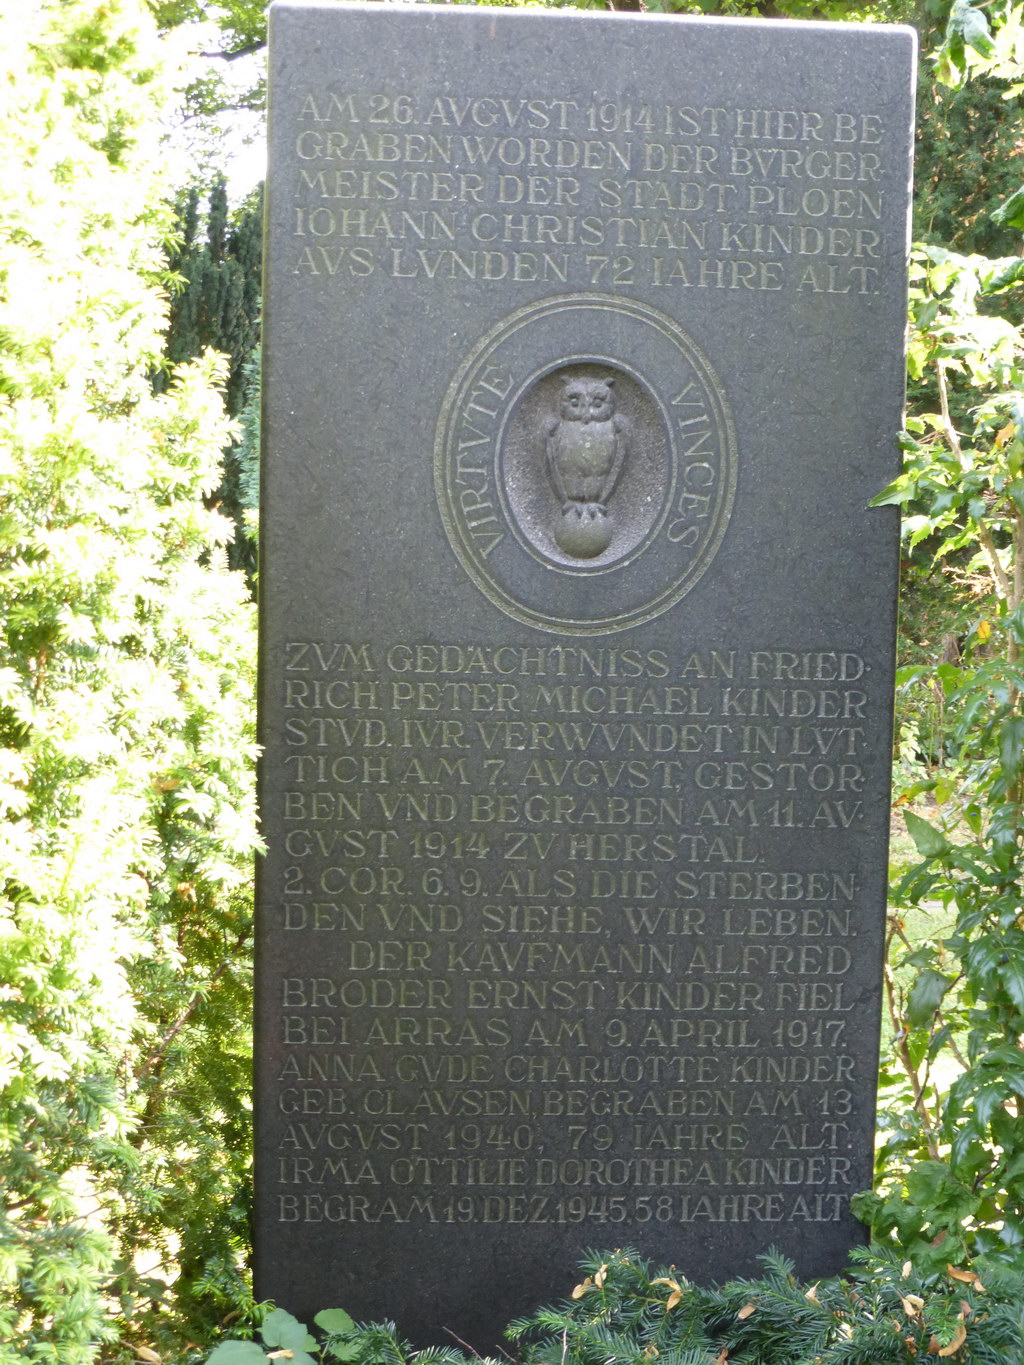 AM 26. AVGVST 1914 IST HIER BE
GRABEN WORDEN DER BVRGER-
MEISTER DER STADT PLOEN
IOHANN CHRISTIAN KINDER
AVS LVNDEN 72 IAHRE ALT.
VIRTVTE VINCES
ZVM GEDÄCHTNISS AN FRIED-
RICH PETER MICHAEL KINDER
STVD. IVR. VERWVNDET IN LVT-
TICH AM 7. AVGVST, GESTOR-
BEN VND BEGRABEN AM 11. AV-
GVST 1914 ZV HERSTAL.
2. COR. 6. 9. ALS DIE STERBEN-
DEN VND SIEHE, WIR LEBEN.
DER KAVFMANN ALFRED
BRODER ERNST KINDER FIEL
BEI ARRAS AM 9. APRIL 1917.
ANNA GVDE CHARLOTTE KINDER
GEB. CLAVSEN, BEGRABEN AM 13.
AVGVST 1940, 79 IAHRE ALT.
IRMA OTTILIE DOROTHEA KINDER
BEGR. AM 19. DEZ. 1945. 58 IAHRE ALT